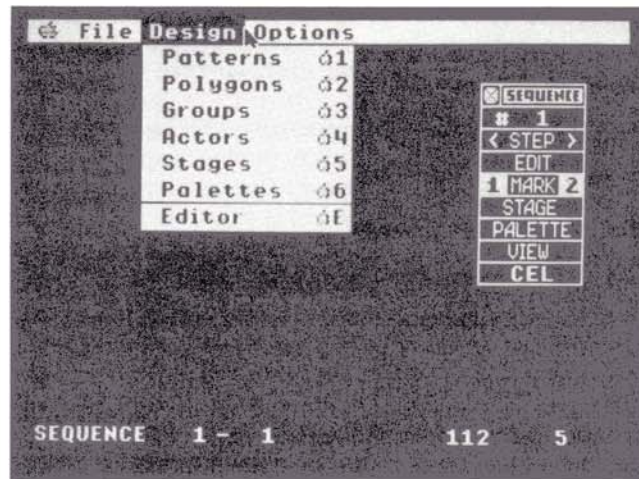 File Design Options
Patterns 1
Polygons 2
Groups 3
Actors 4
Stages 5
Palettes 6
Editor E
SEQUENCE
# 1
< STEP >
EDIT
1 MARK 2
STAGE
PALETTE
VIEW
CEL
SEQUENCE 1 - 1 112 5